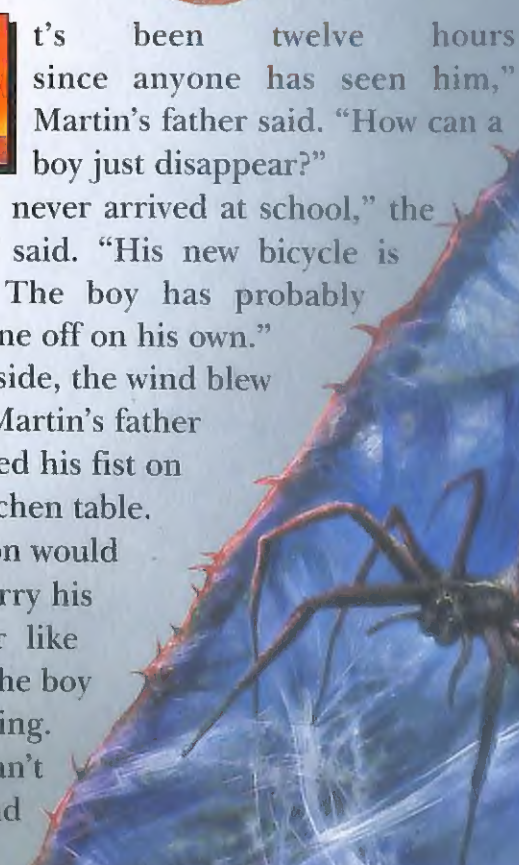 t's been twelve hours
since anyone has seen him,”
Martin's father said. “How can a
boy just disappear?”
never arrived at school,” the
said. “His new bicycle is
The boy has probably
ne off on his own.”
side, the wind blew
Martin's father
ed his fist on
chen table.
n would
rry his
r like
he boy
ing.
an't
d